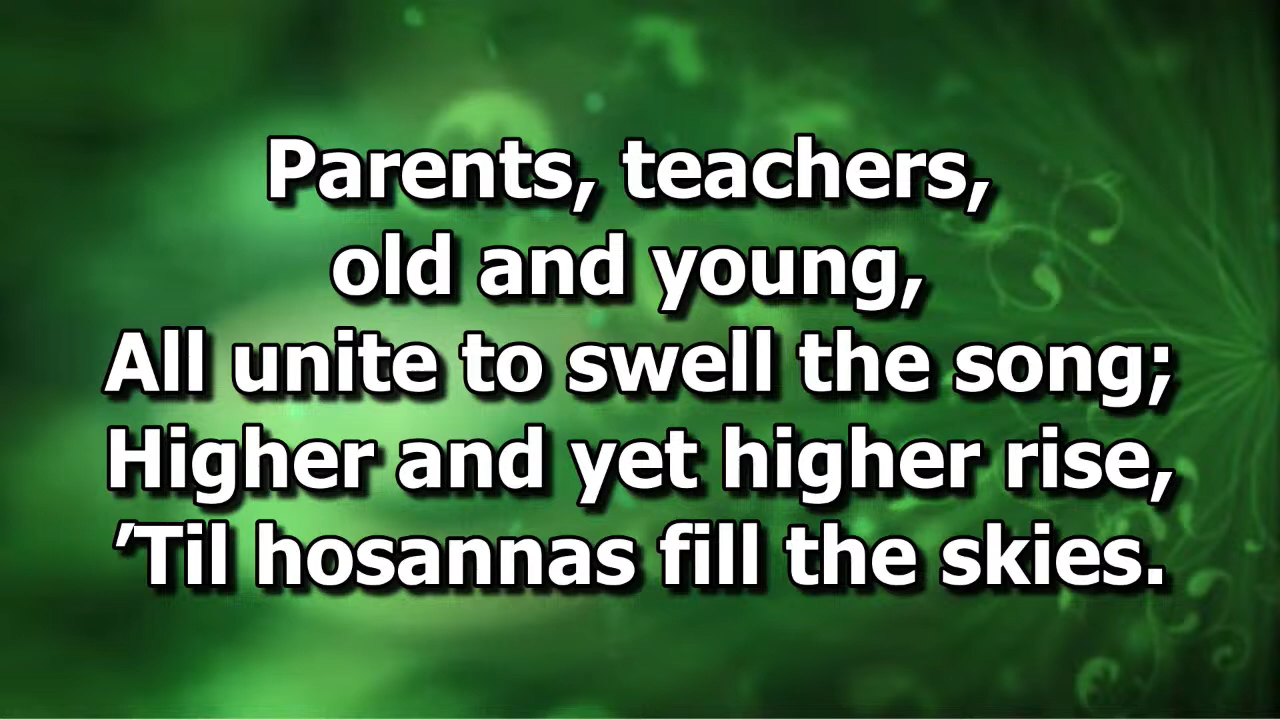 Parents, teachers,
old and young,
All unite to swell the song;
Higher and yet higher rise,
’Til hosannas fill the skies.